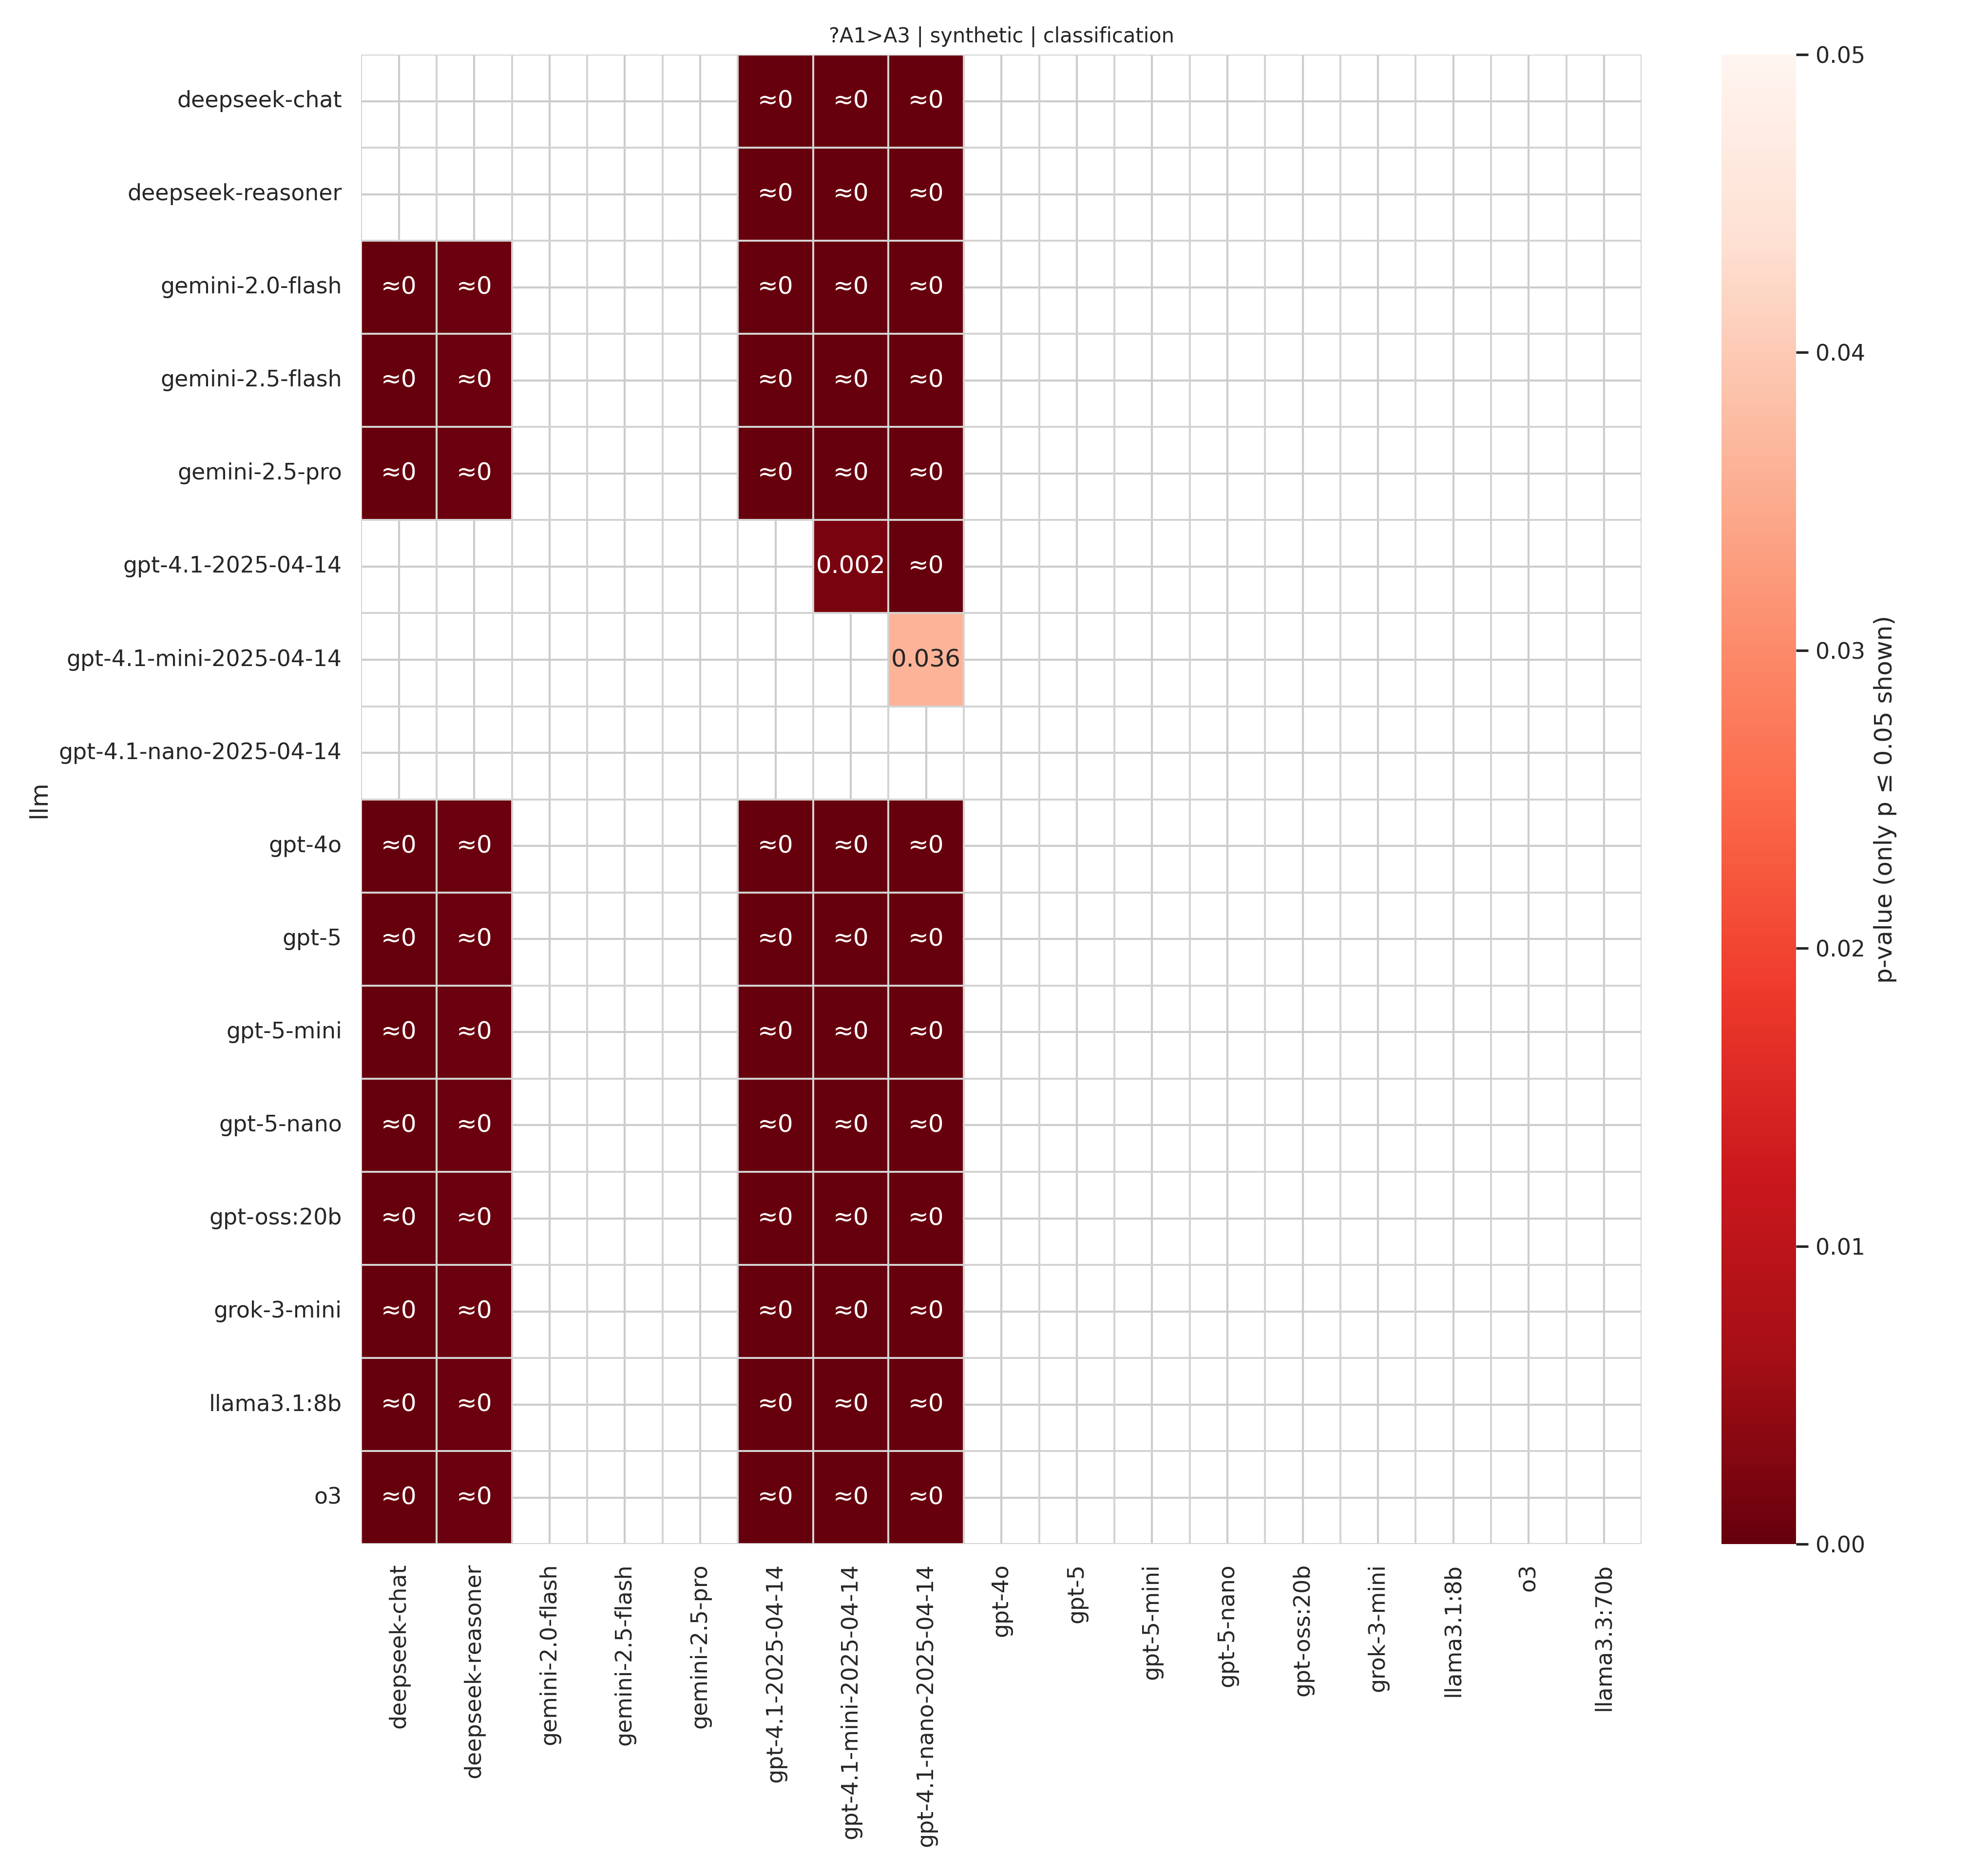 ?A1>A3 | synthetic | classification
deepseek-chat ≈0 ≈0 ≈0
deepseek-reasoner ≈0 ≈0 ≈0
gemini-2.0-flash ≈0 ≈0 ≈0 ≈0 ≈0
gemini-2.5-flash ≈0 ≈0 ≈0 ≈0 ≈0
gemini-2.5-pro ≈0 ≈0 ≈0 ≈0 ≈0
gpt-4.1-2025-04-14 0.002 ≈0
gpt-4.1-mini-2025-04-14 0.036
gpt-4.1-nano-2025-04-14
gpt-4o ≈0 ≈0 ≈0 ≈0 ≈0
gpt-5 ≈0 ≈0 ≈0 ≈0 ≈0
gpt-5-mini ≈0 ≈0 ≈0 ≈0 ≈0
gpt-5-nano ≈0 ≈0 ≈0 ≈0 ≈0
gpt-oss:20b ≈0 ≈0 ≈0 ≈0 ≈0
grok-3-mini ≈0 ≈0 ≈0 ≈0 ≈0
llama3.1:8b ≈0 ≈0 ≈0 ≈0 ≈0
o3 ≈0 ≈0 ≈0 ≈0 ≈0
llm
deepseek-chat
deepseek-reasoner
gemini-2.0-flash
gemini-2.5-flash
gemini-2.5-pro
gpt-4.1-2025-04-14
gpt-4.1-mini-2025-04-14
gpt-4.1-nano-2025-04-14
gpt-4o
gpt-5
gpt-5-mini
gpt-5-nano
gpt-oss:20b
grok-3-mini
llama3.1:8b
o3
llama3.3:70b
0.05
0.04
0.03
0.02
0.01
0.00
p-value (only p ≤ 0.05 shown)